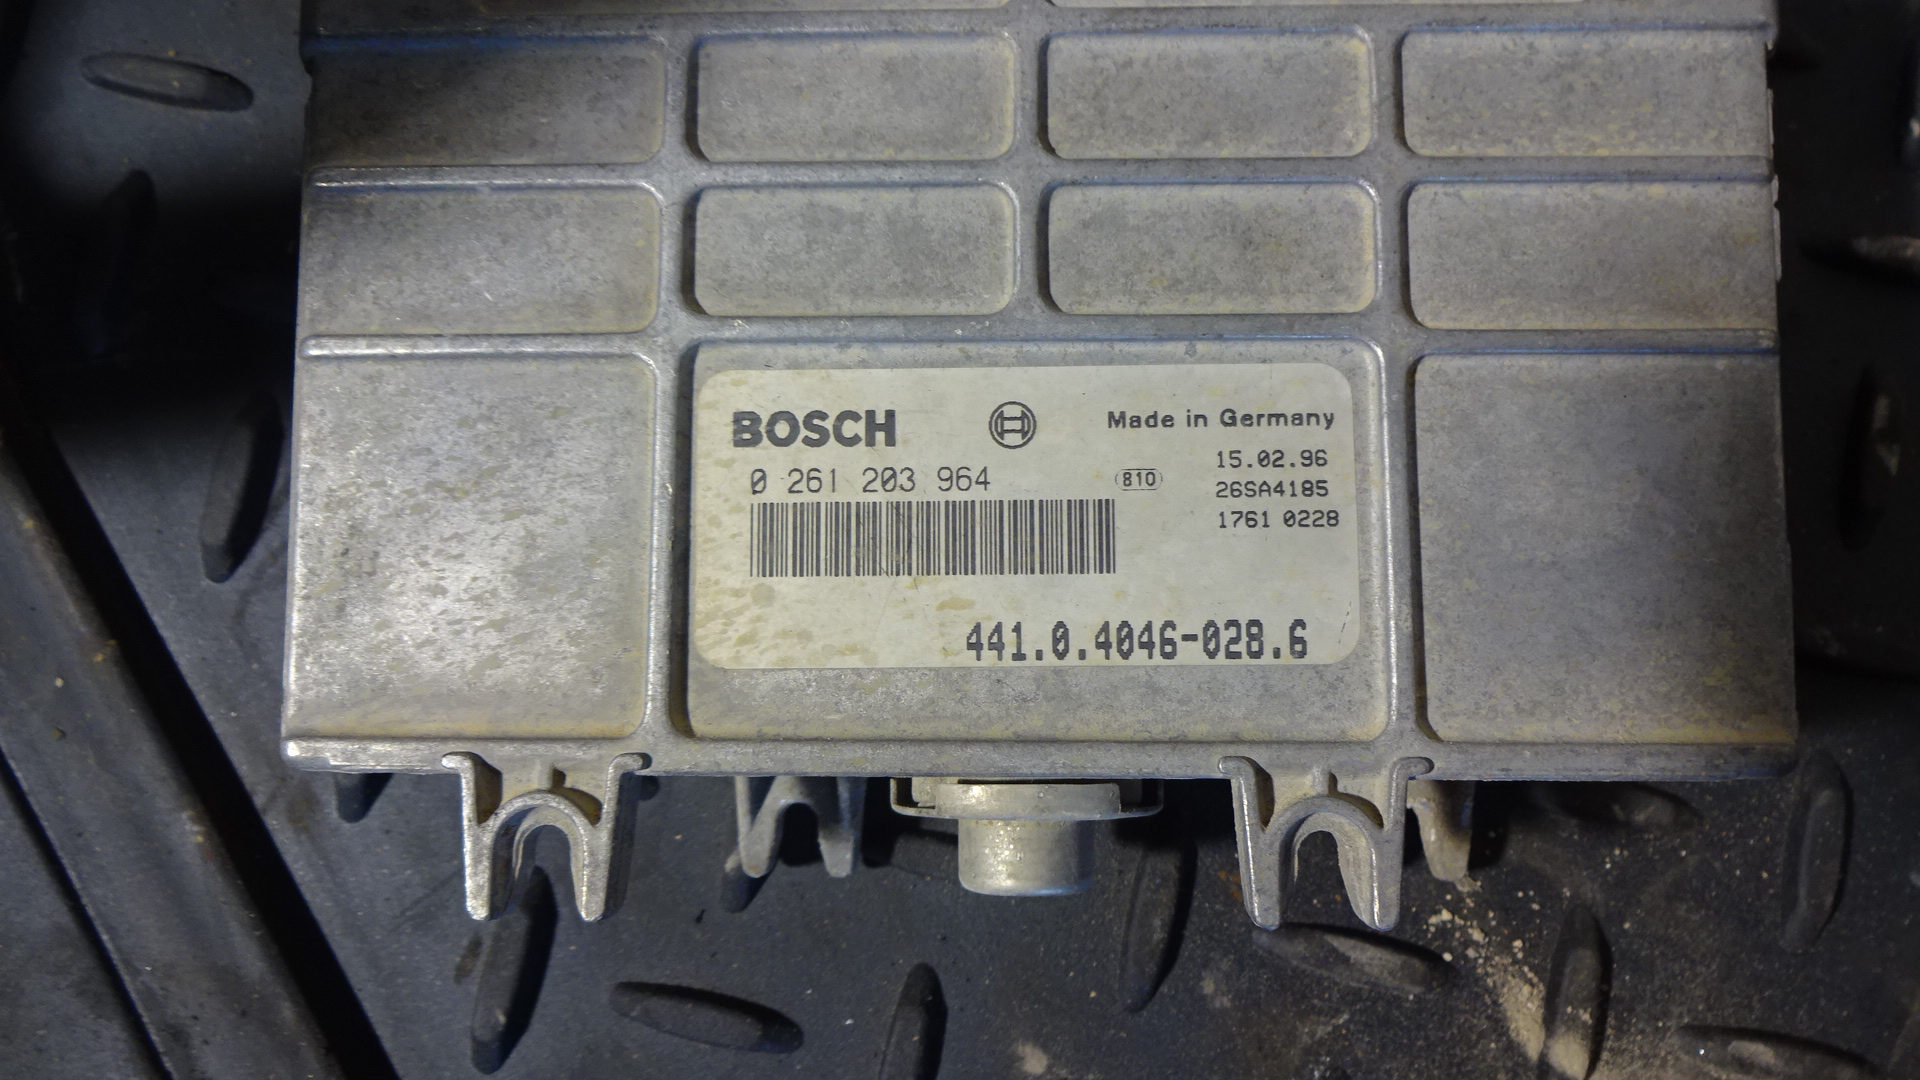 BOSCH Made in Germany
0 261 203 964 810 15.02.96
26SA4185
1761 0228
441.0.4046-028.6